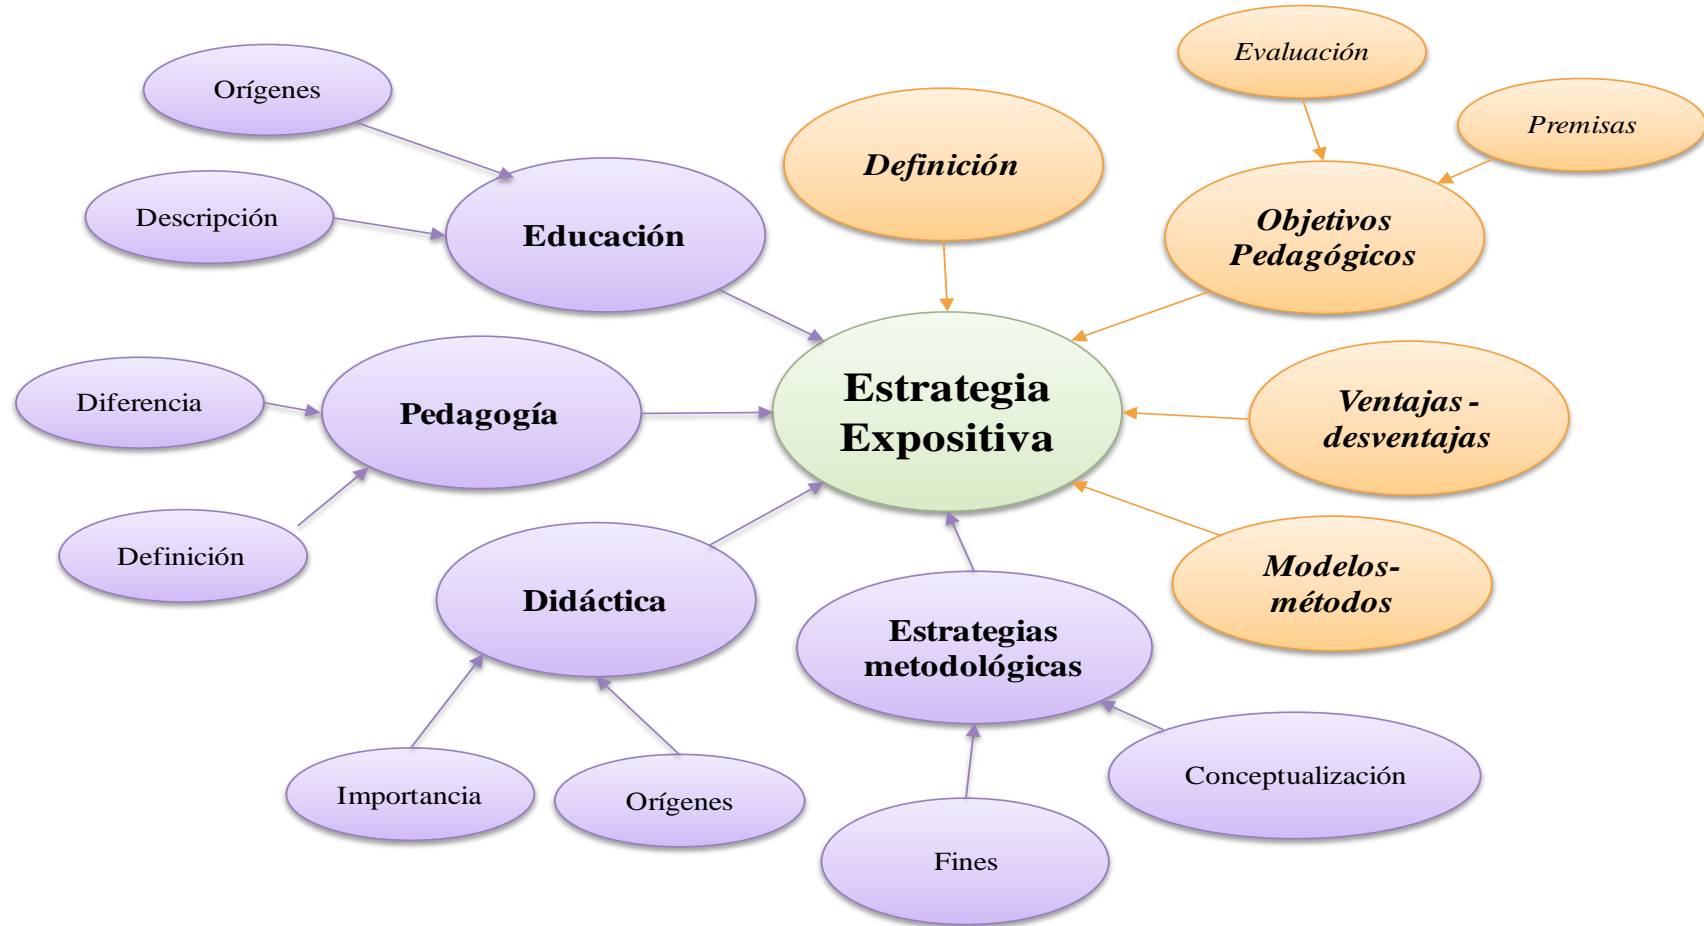 Evaluación
Orígenes
Premisas
Definición
Descripción
Educación
Objetivos
Pedagógicos
Estrategia
Expositiva
Diferencia
Pedagogía
Ventajas -
desventajas
Definición
Didáctica
Modelos-
métodos
Estrategias
metodológicas
Importancia
Orígenes
Conceptualización
Fines